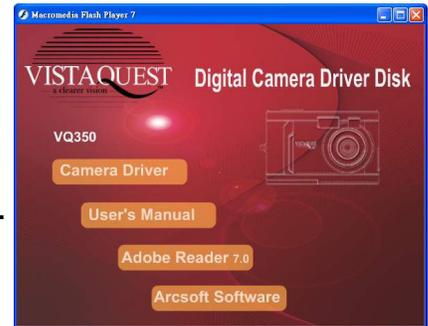 Macromedia Flash Player 7
VISTAQUEST
a clearer vision
TM
Digital Camera Driver Disk
VQ350
Camera Driver
User's Manual
Adobe Reader 7.0
Arcsoft Software